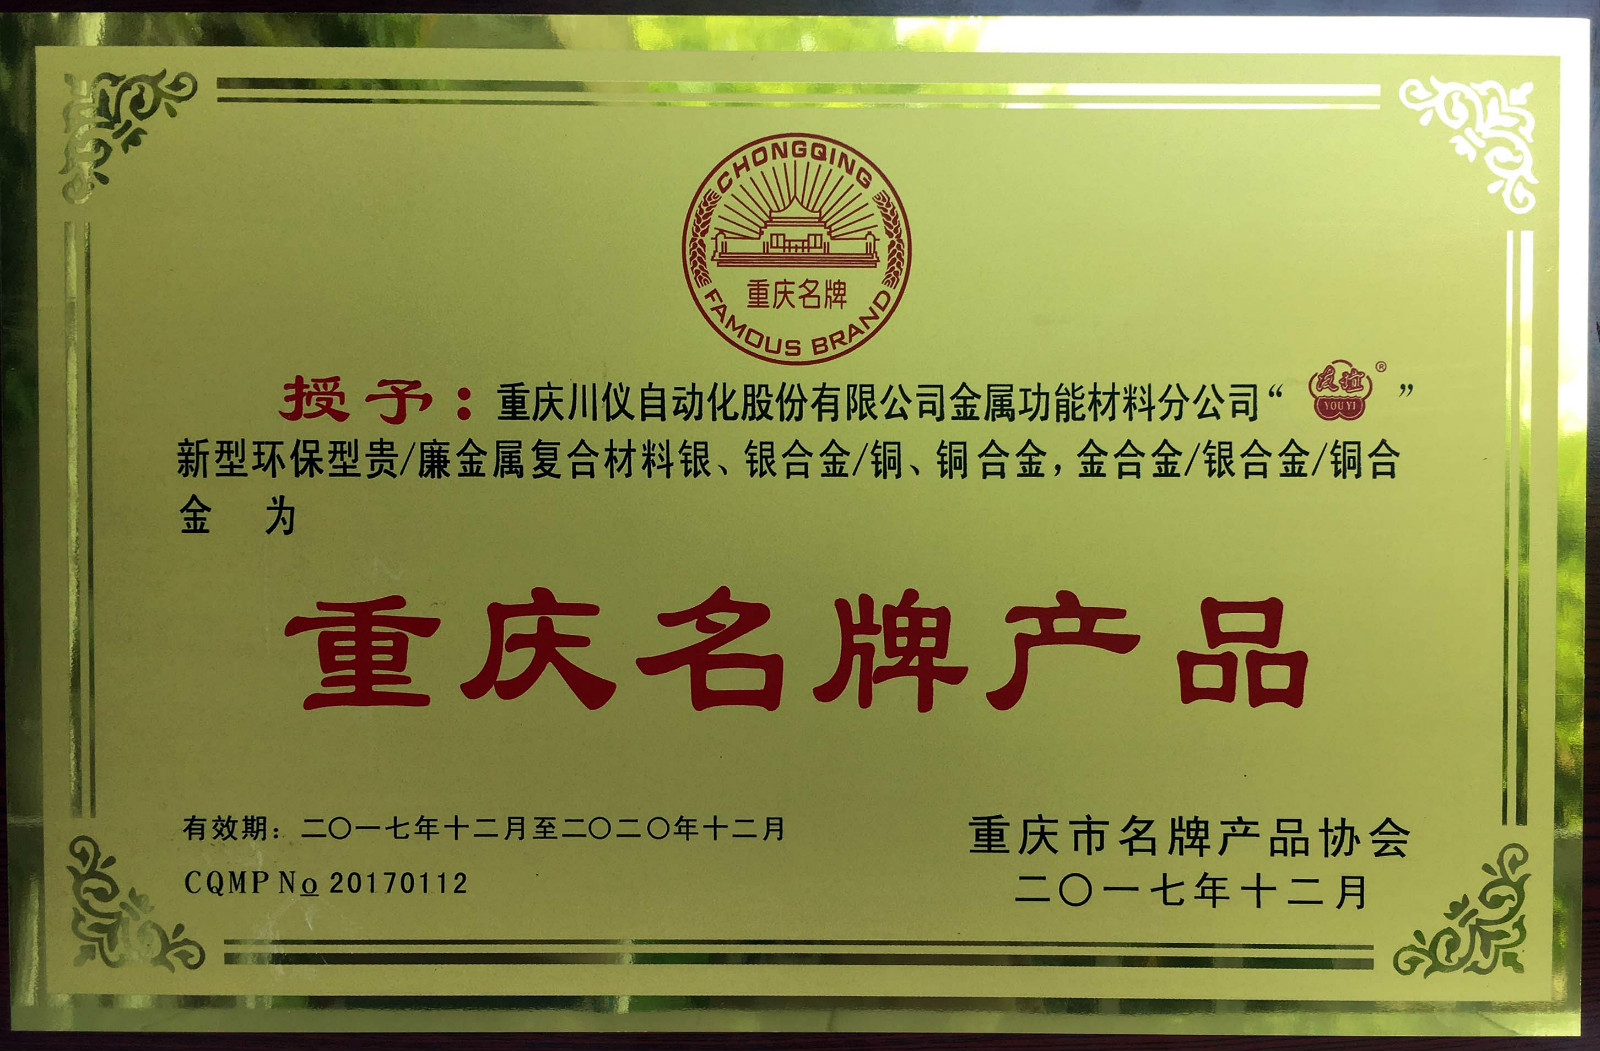 CHONGQING
重庆名牌
FAMOUS BRAND
授予：重庆川仪自动化股份有限公司金属功能材料分公司“友谊 YOU YI ®”
新型环保型贵/廉金属复合材料银、银合金/铜、铜合金，金合金/银合金/铜合
金 为
重庆名牌产品
有效期：二〇一七年十二月至二〇二〇年十二月
CQMP No 20170112
重庆市名牌产品协会
二〇一七年十二月